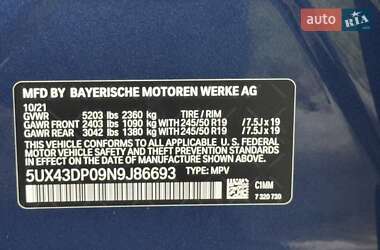 auto RIA
MFD BY BAYERISCHE MOTOREN WERKE AG
10/21
GVWR 5203 lbs 2360 kg TIRE / RIM
GAWR FRONT 2403 lbs 1090 kg 245/50 R19 /7.5J x 19
GAWR REAR 3042 lbs 1380 kg 245/50 R19 /7.5J x 19
THIS VEHICLE CONFORMS TO ALL APPLICABLE
FEDERAL MOTOR VEHICLE SAFETY, BUMPER,
AND THEFT PREVENTION STANDARDS IN EFFECT
ON THE DATE OF MANUFACTURE SHOWN ABOVE.
5UX43DP09N9J86693 TYPE: MPV
C1MM
7 320 730